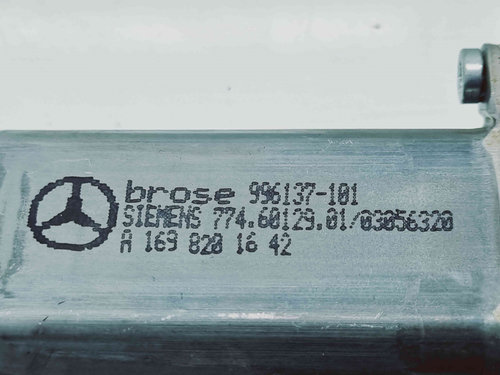 brose 996137-101
SIEMENS 774.60129.01/03056320
A 169 820 16 42